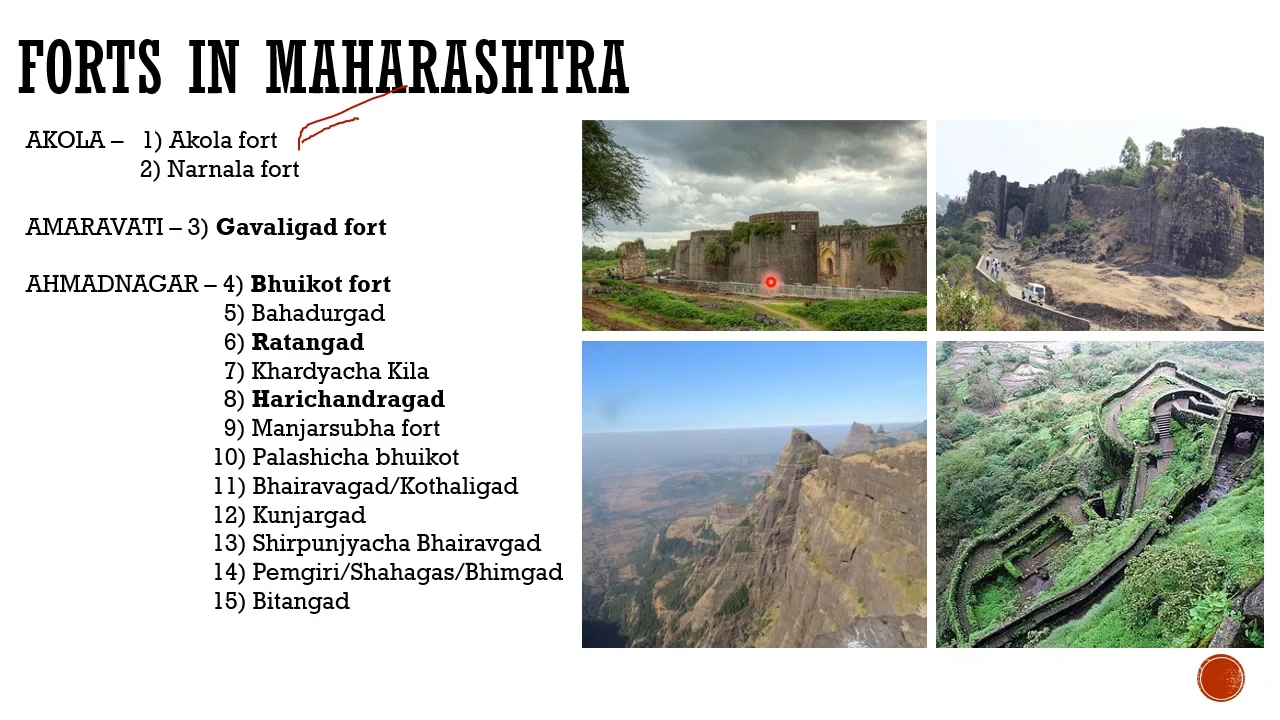 FORTS IN MAHARASHTRA
AKOLA – 1) Akola fort
2) Narnala fort
AMARAVATI – 3) Gavaligad fort
AHMADNAGAR – 4) Bhuikot fort
5) Bahadurgad
6) Ratangad
7) Khardyacha Kila
8) Harichandragad
9) Manjarsubha fort
10) Palashicha bhuikot
11) Bhairavagad/Kothaligad
12) Kunjargad
13) Shirpunjyacha Bhairavgad
14) Pemgiri/Shahagas/Bhimgad
15) Bitangad